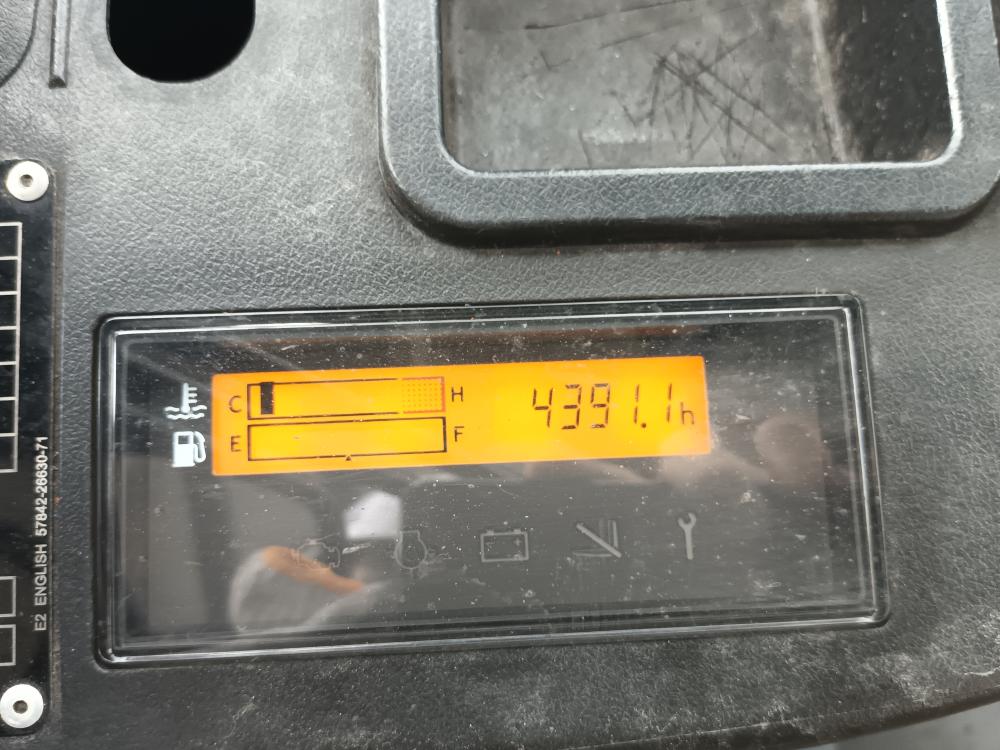 C H 4391.1h
E F
E2 ENGLISH 57842-26630-71